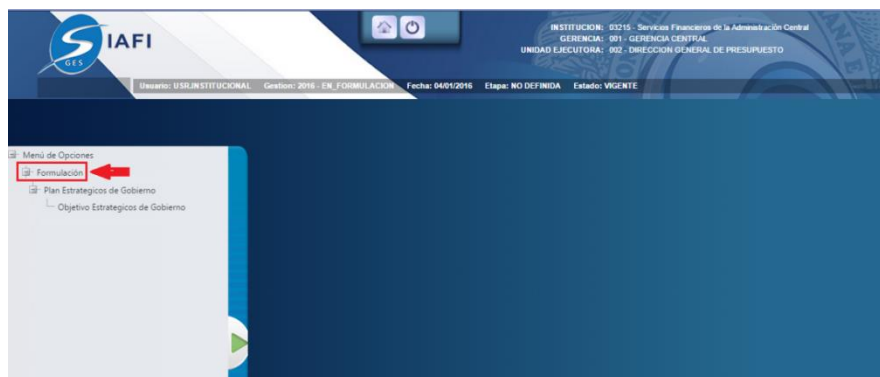 SIAFI
GES
INSTITUCION: 03215 - Servicios Financieros de la Administración Central
GERENCIA: 001 - GERENCIA CENTRAL
UNIDAD EJECUTORA: 002 - DIRECCION GENERAL DE PRESUPUESTO
Usuario: USR.INSTITUCIONAL Gestion: 2016 - EN_FORMULACION Fecha: 04/01/2016 Etapa: NO DEFINIDA Estado: VIGENTE
Menú de Opciones
Formulación
Plan Estrategicos de Gobierno
Objetivo Estrategicos de Gobierno